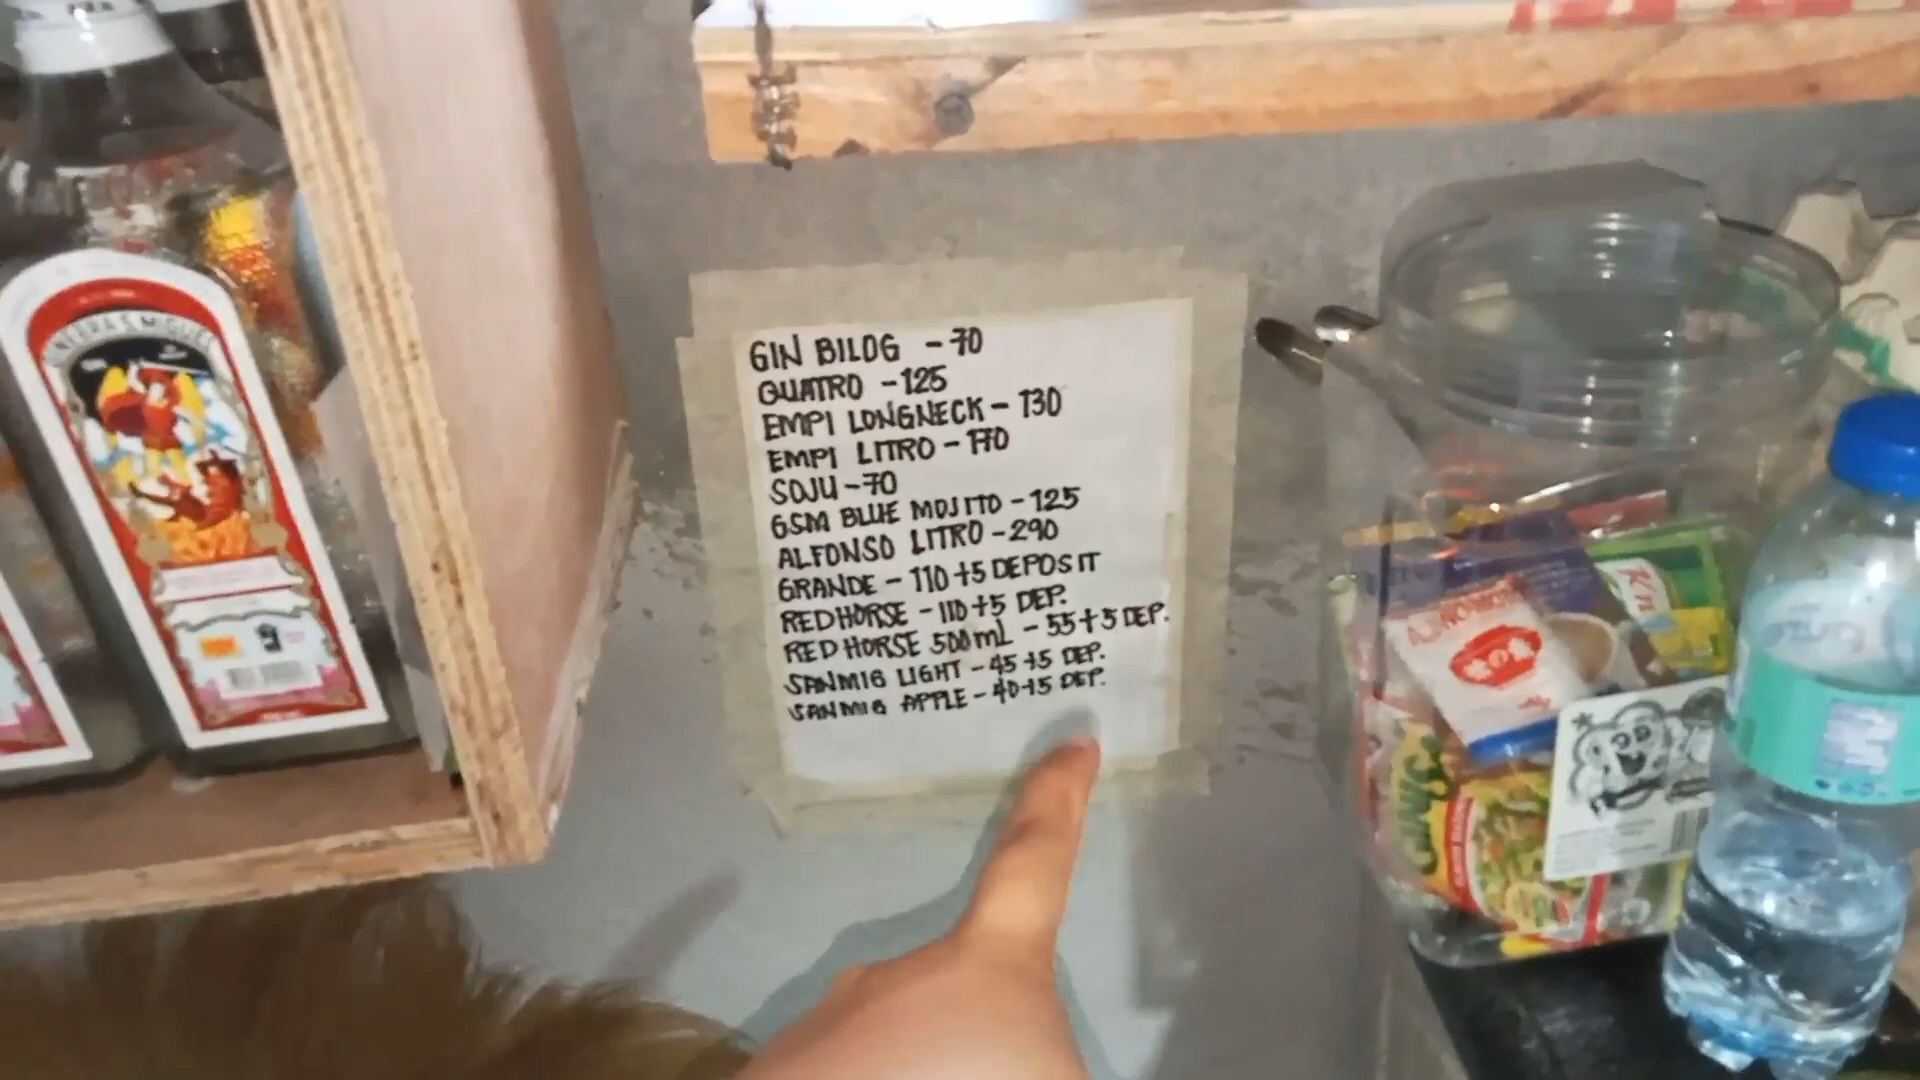 GIN BILOG - 70
QUATRO - 125
EMPI LONGNECK - 130
EMPI LITRO - 170
SOJU - 70
GSM BLUE MOJITO - 125
ALFONSO LITRO - 290
GRANDE - 110 +5 DEPOSIT
REDHORSE - 110 +5 DEP.
RED HORSE 500mL - 55+5 DEP.
SANMIG LIGHT - 45 +5 DEP.
SANMIG APPLE - 40+5 DEP.